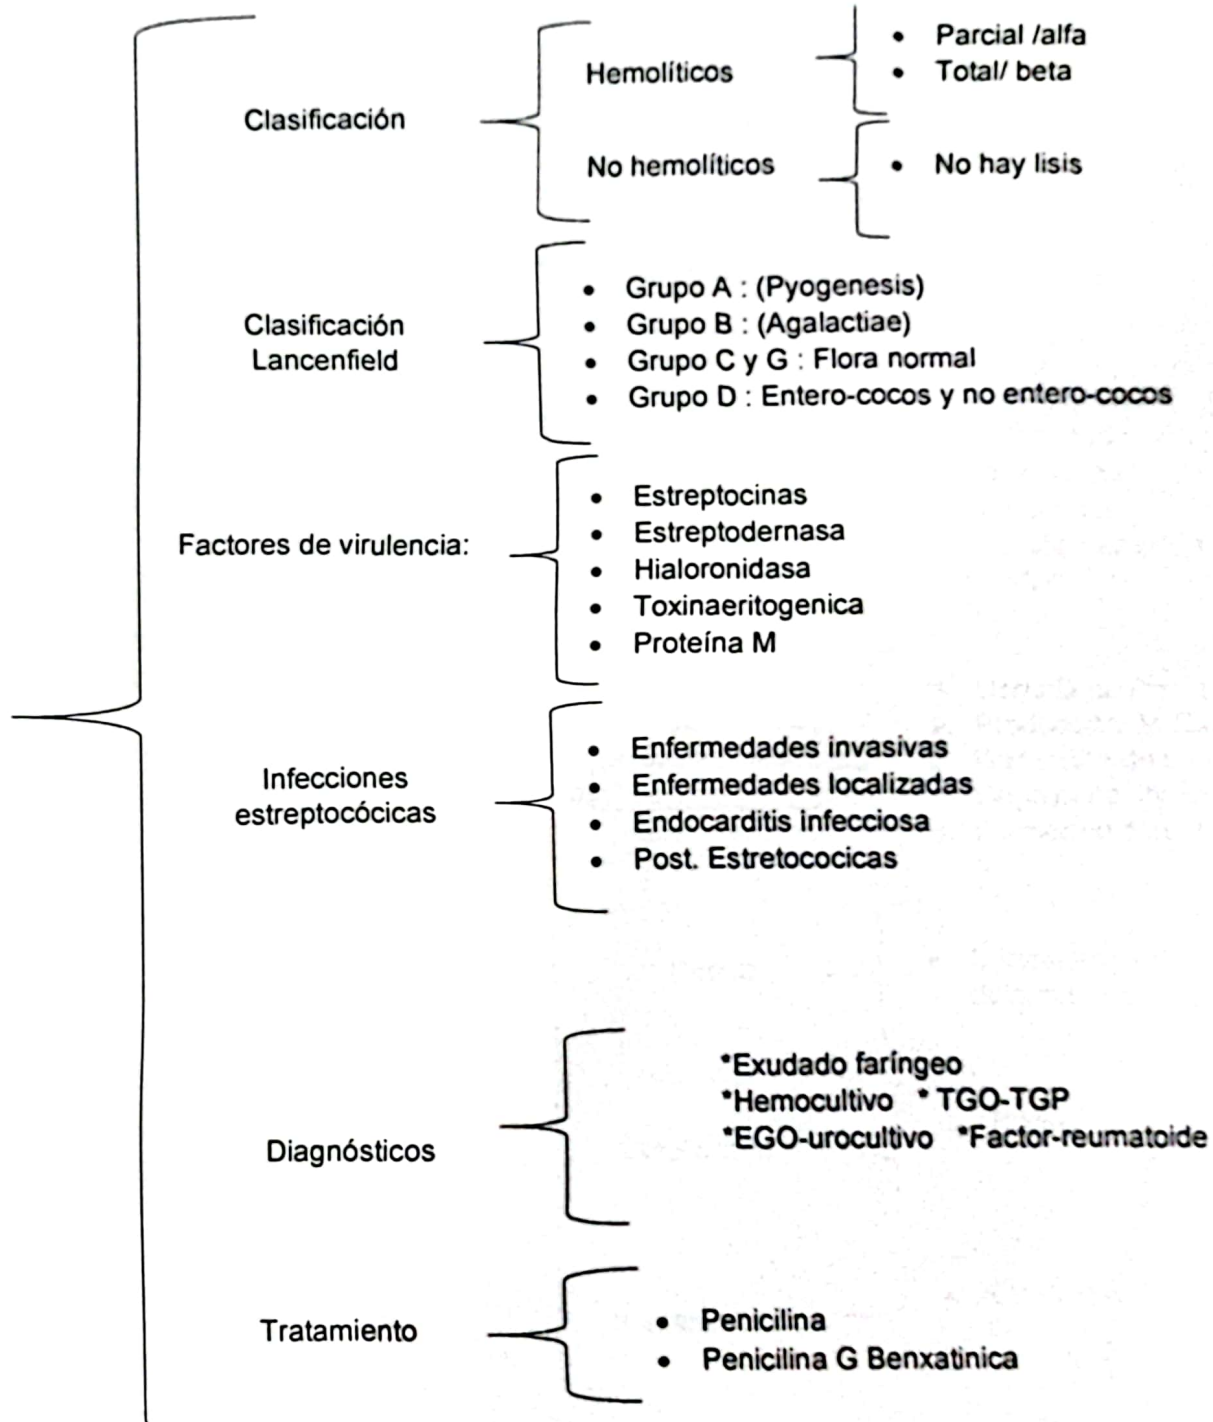 Clasificación
Hemolíticos
• Parcial /alfa
• Total/ beta
No hemolíticos
• No hay lisis
Clasificación
Lancenfield
• Grupo A : (Pyogenesis)
• Grupo B : (Agalactiae)
• Grupo C y G : Flora normal
• Grupo D : Entero-cocos y no entero-cocos
Factores de virulencia:
• Estreptocinas
• Estreptodernasa
• Hialoronidasa
• Toxinaeritogenica
• Proteína M
Infecciones
estreptocócicas
• Enfermedades invasivas
• Enfermedades localizadas
• Endocarditis infecciosa
• Post. Estretococicas
Diagnósticos
*Exudado faríngeo
*Hemocultivo * TGO-TGP
*EGO-urocultivo *Factor-reumatoide
Tratamiento
• Penicilina
• Penicilina G Benxatinica